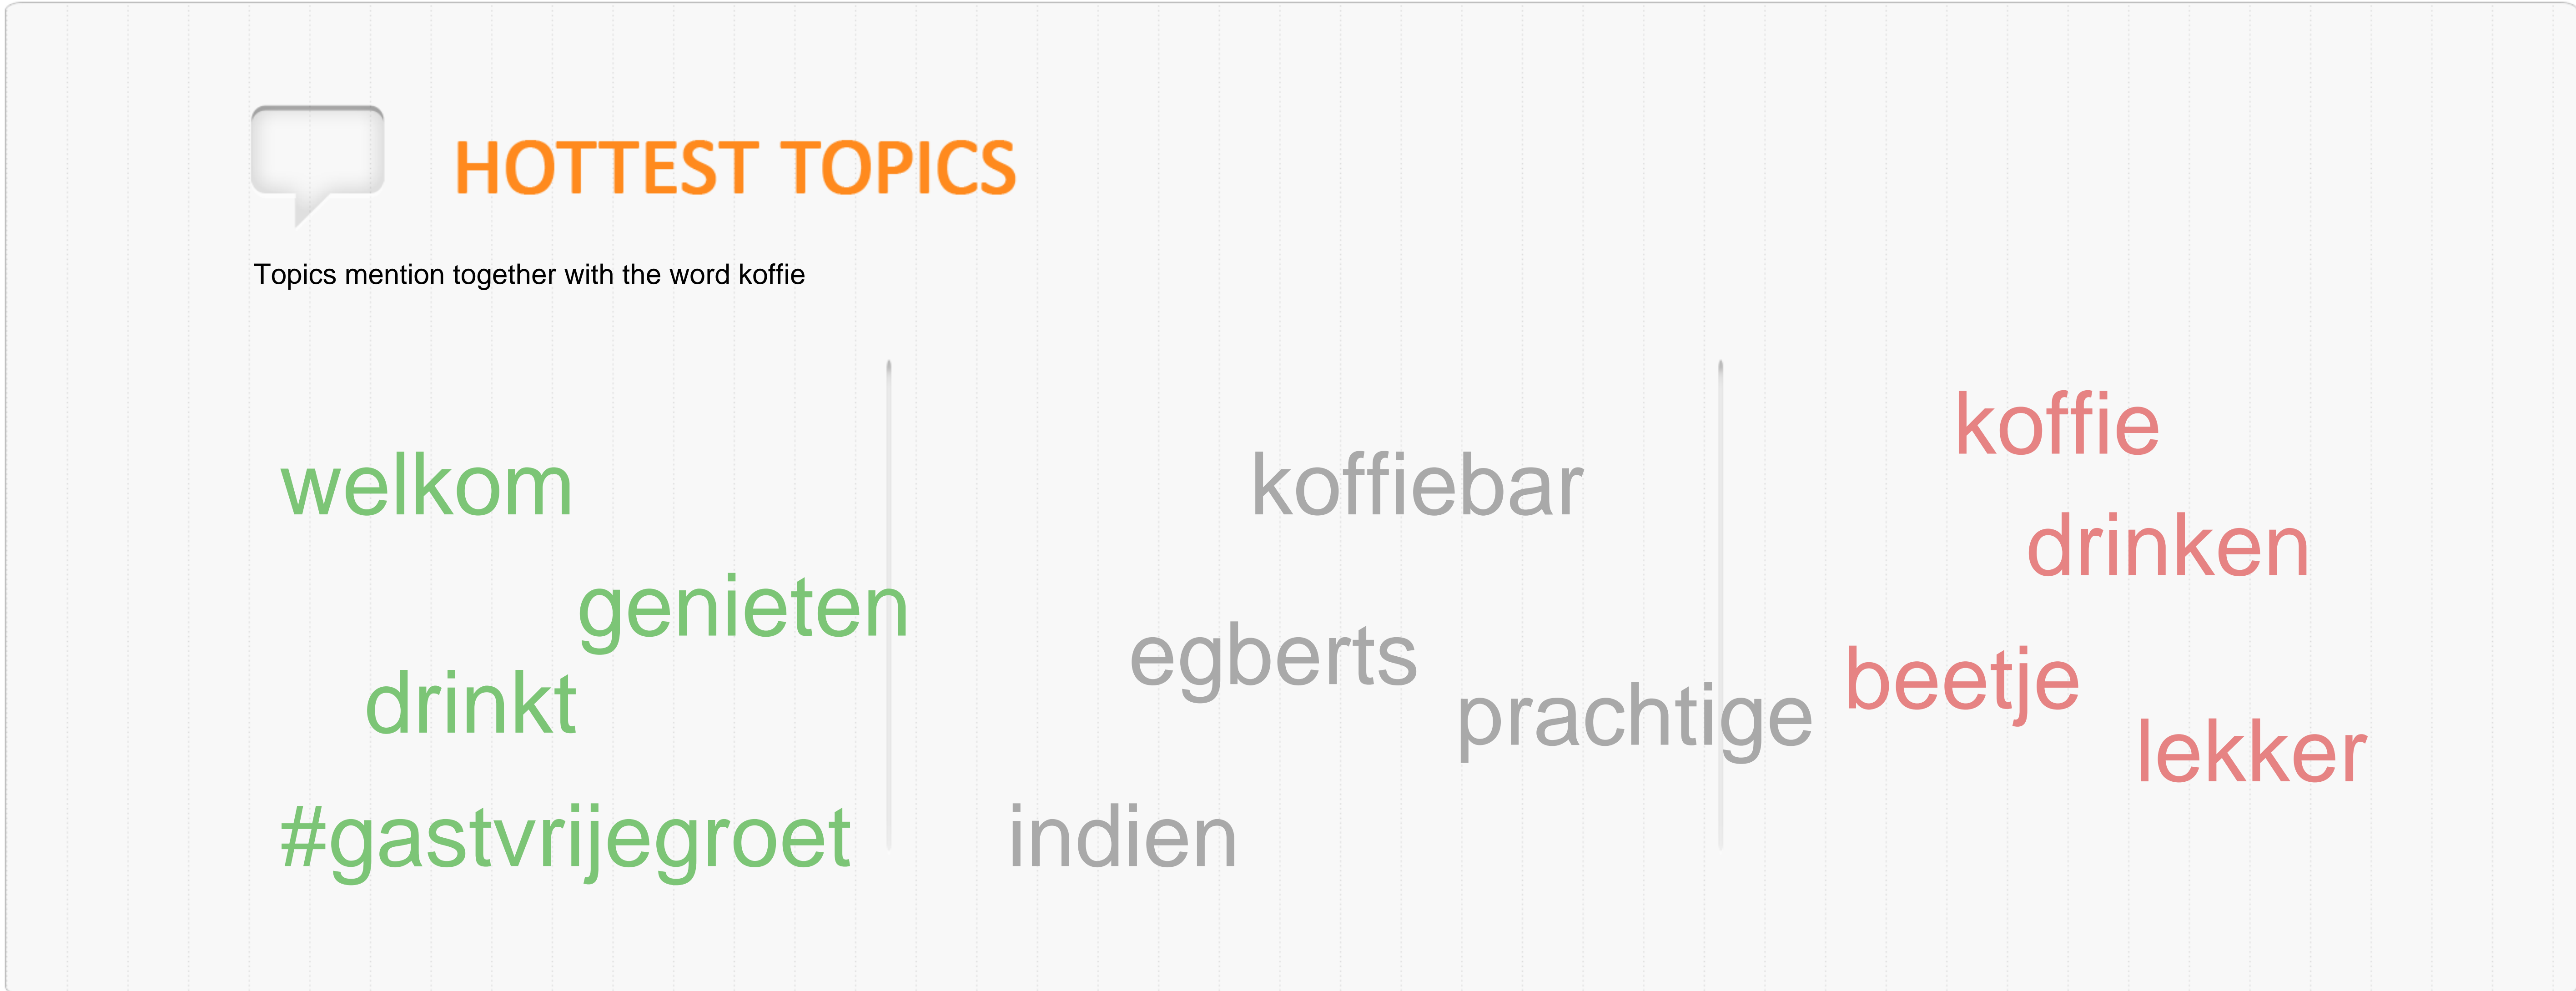 HOTTEST TOPICS
Topics mention together with the word koffie
welkom
genieten
drinkt
#gastvrijegroet
koffiebar
egberts
prachtige
indien
koffie
drinken
beetje
lekker